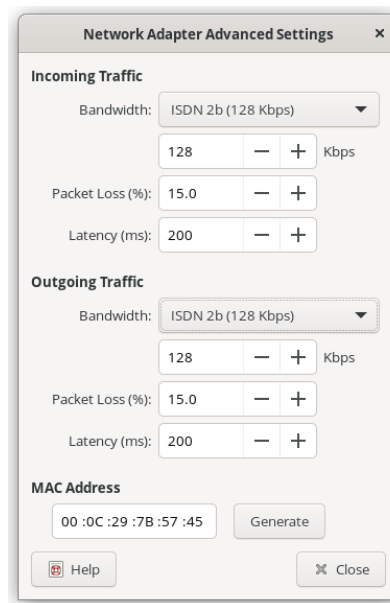 Network Adapter Advanced Settings
Incoming Traffic
Bandwidth: ISDN 2b (128 Kbps)
128 Kbps
Packet Loss (%): 15.0
Latency (ms): 200
Outgoing Traffic
Bandwidth: ISDN 2b (128 Kbps)
128 Kbps
Packet Loss (%): 15.0
Latency (ms): 200
MAC Address
00 :0C :29 :7B :57 :45 Generate
Help Close